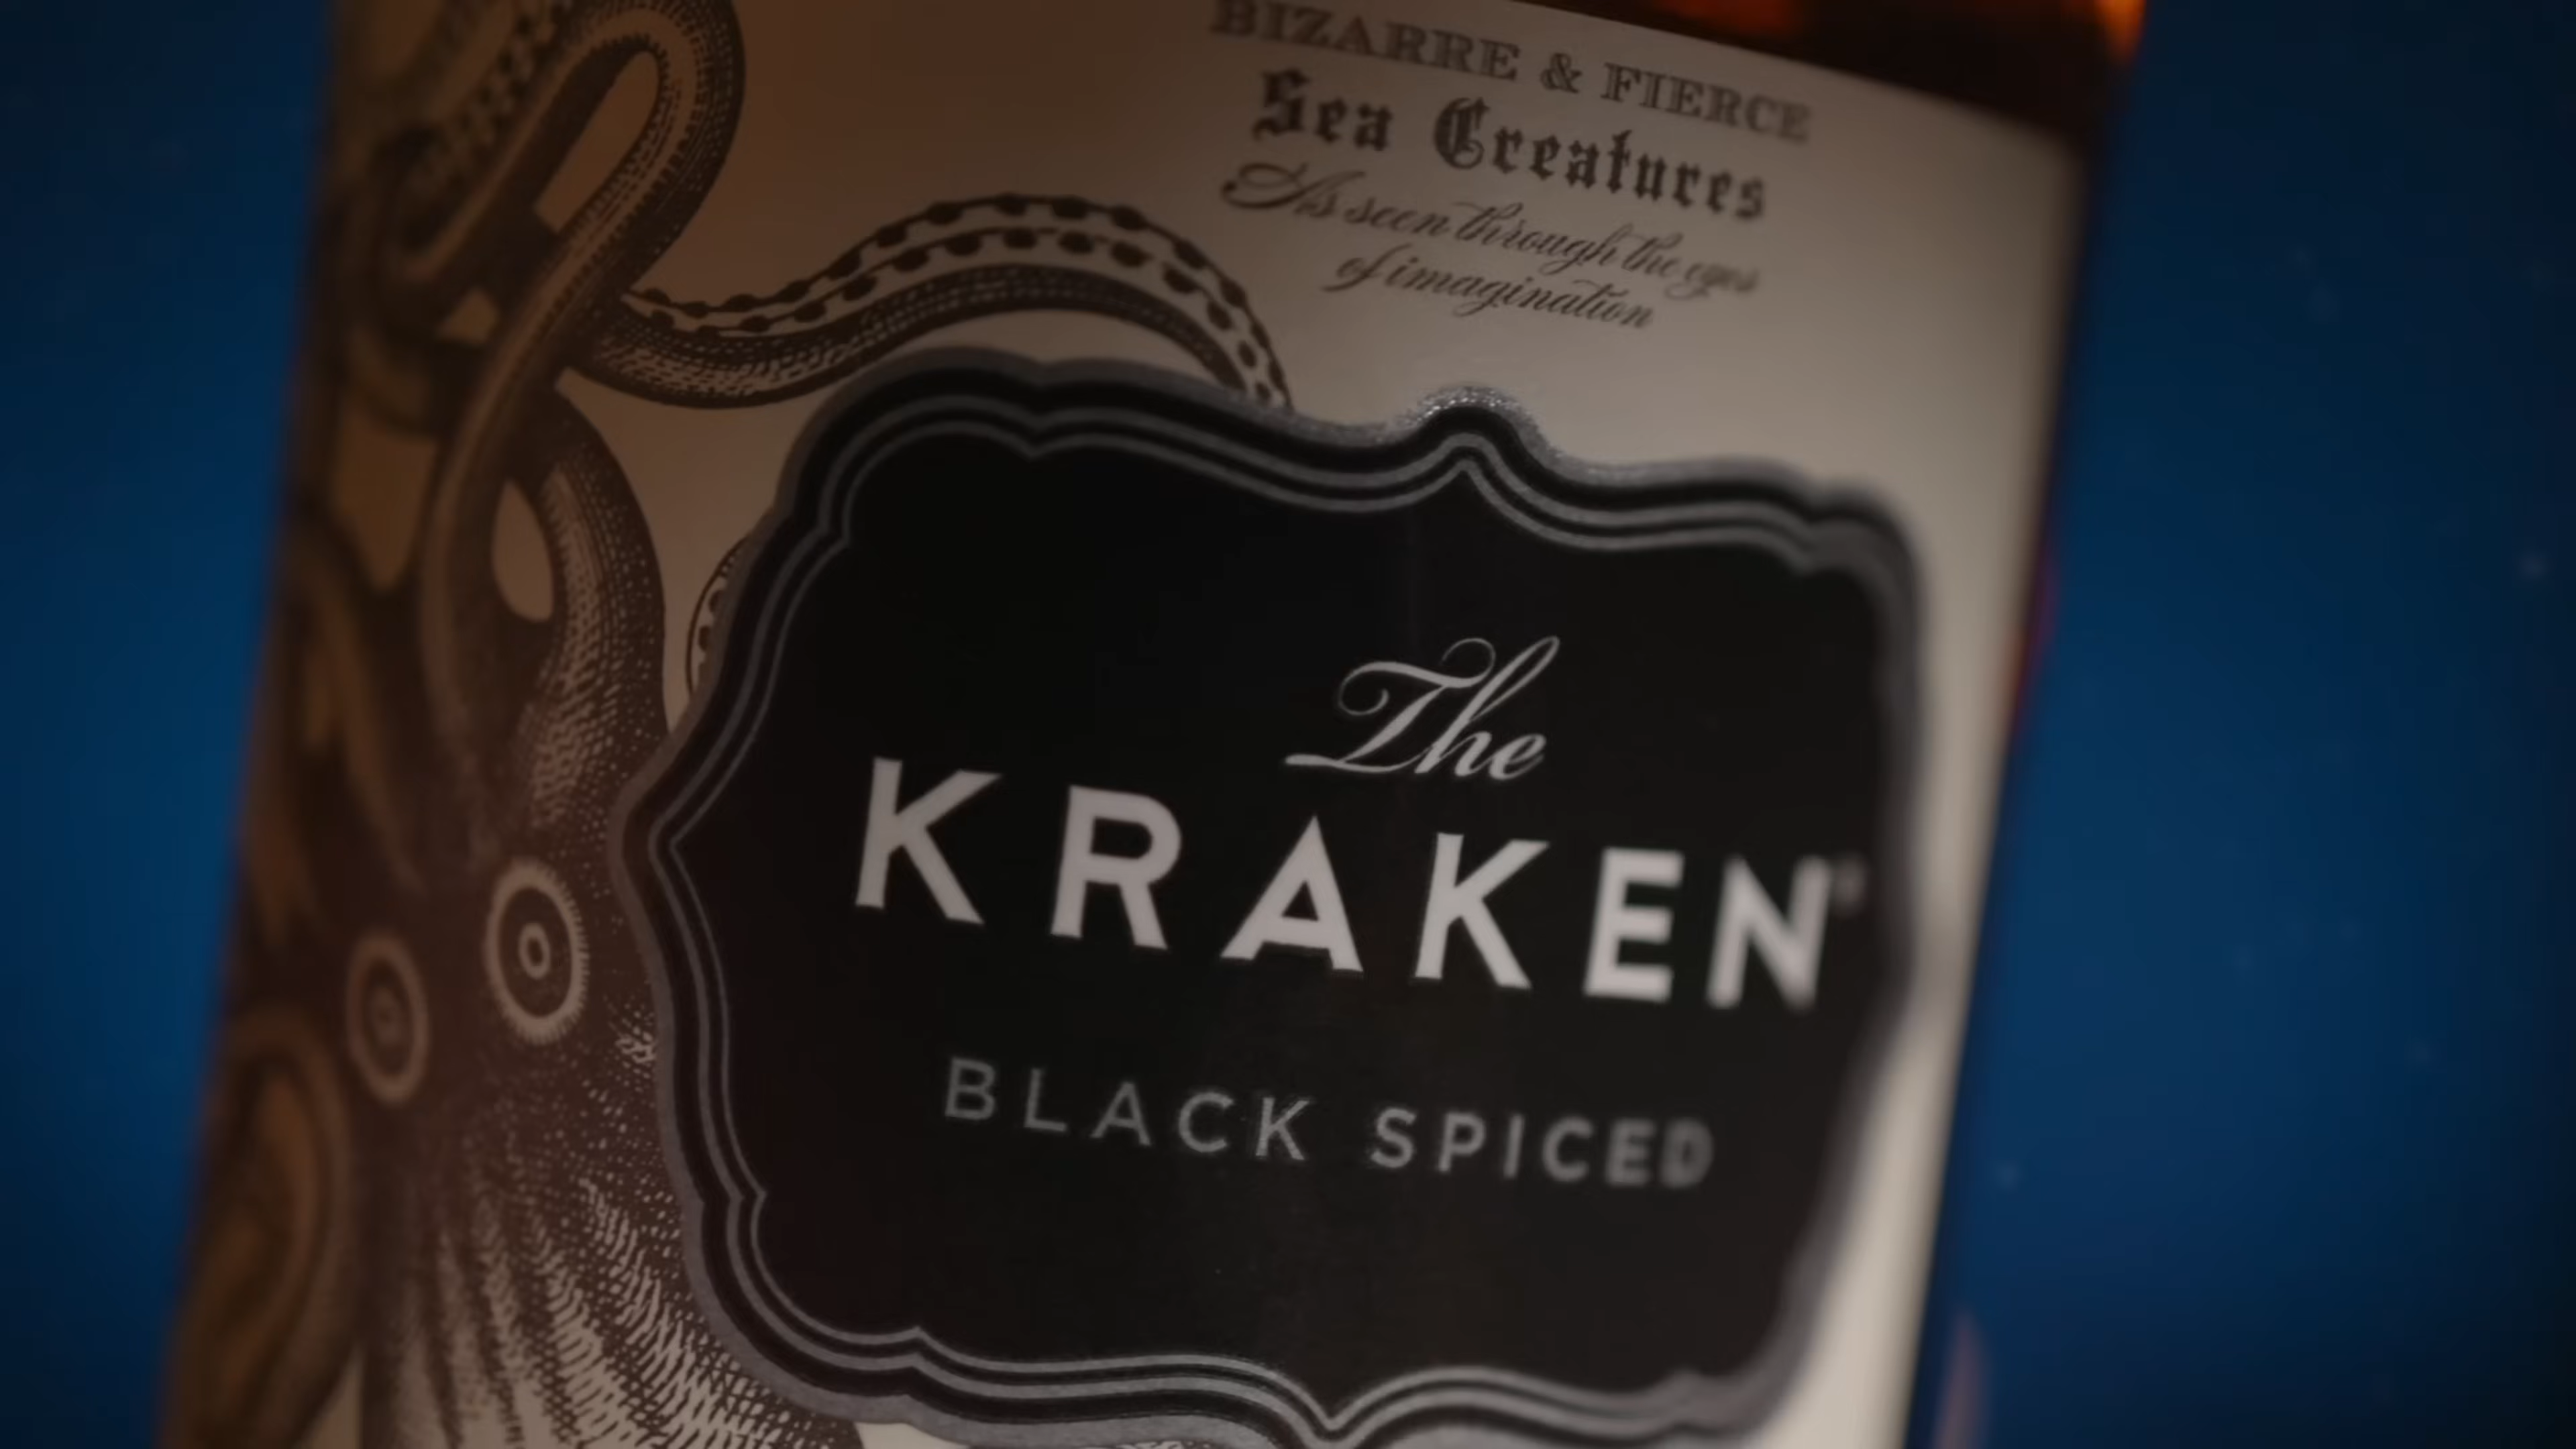 BIZARRE & FIERCE
Sea Creatures
As seen through the eyes
of imagination
The
KRAKEN®
BLACK SPICED